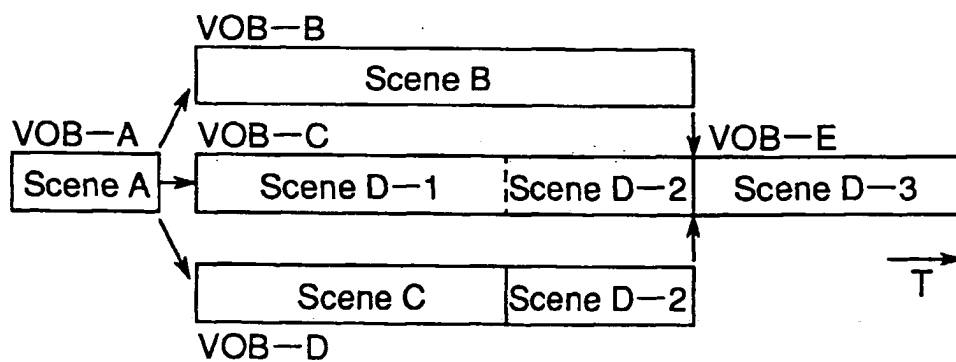 VOB—B
Scene B
VOB—A
VOB—C
VOB—E
Scene A
Scene D—1
Scene D—2
Scene D—3
Scene C
Scene D—2
T
VOB—D